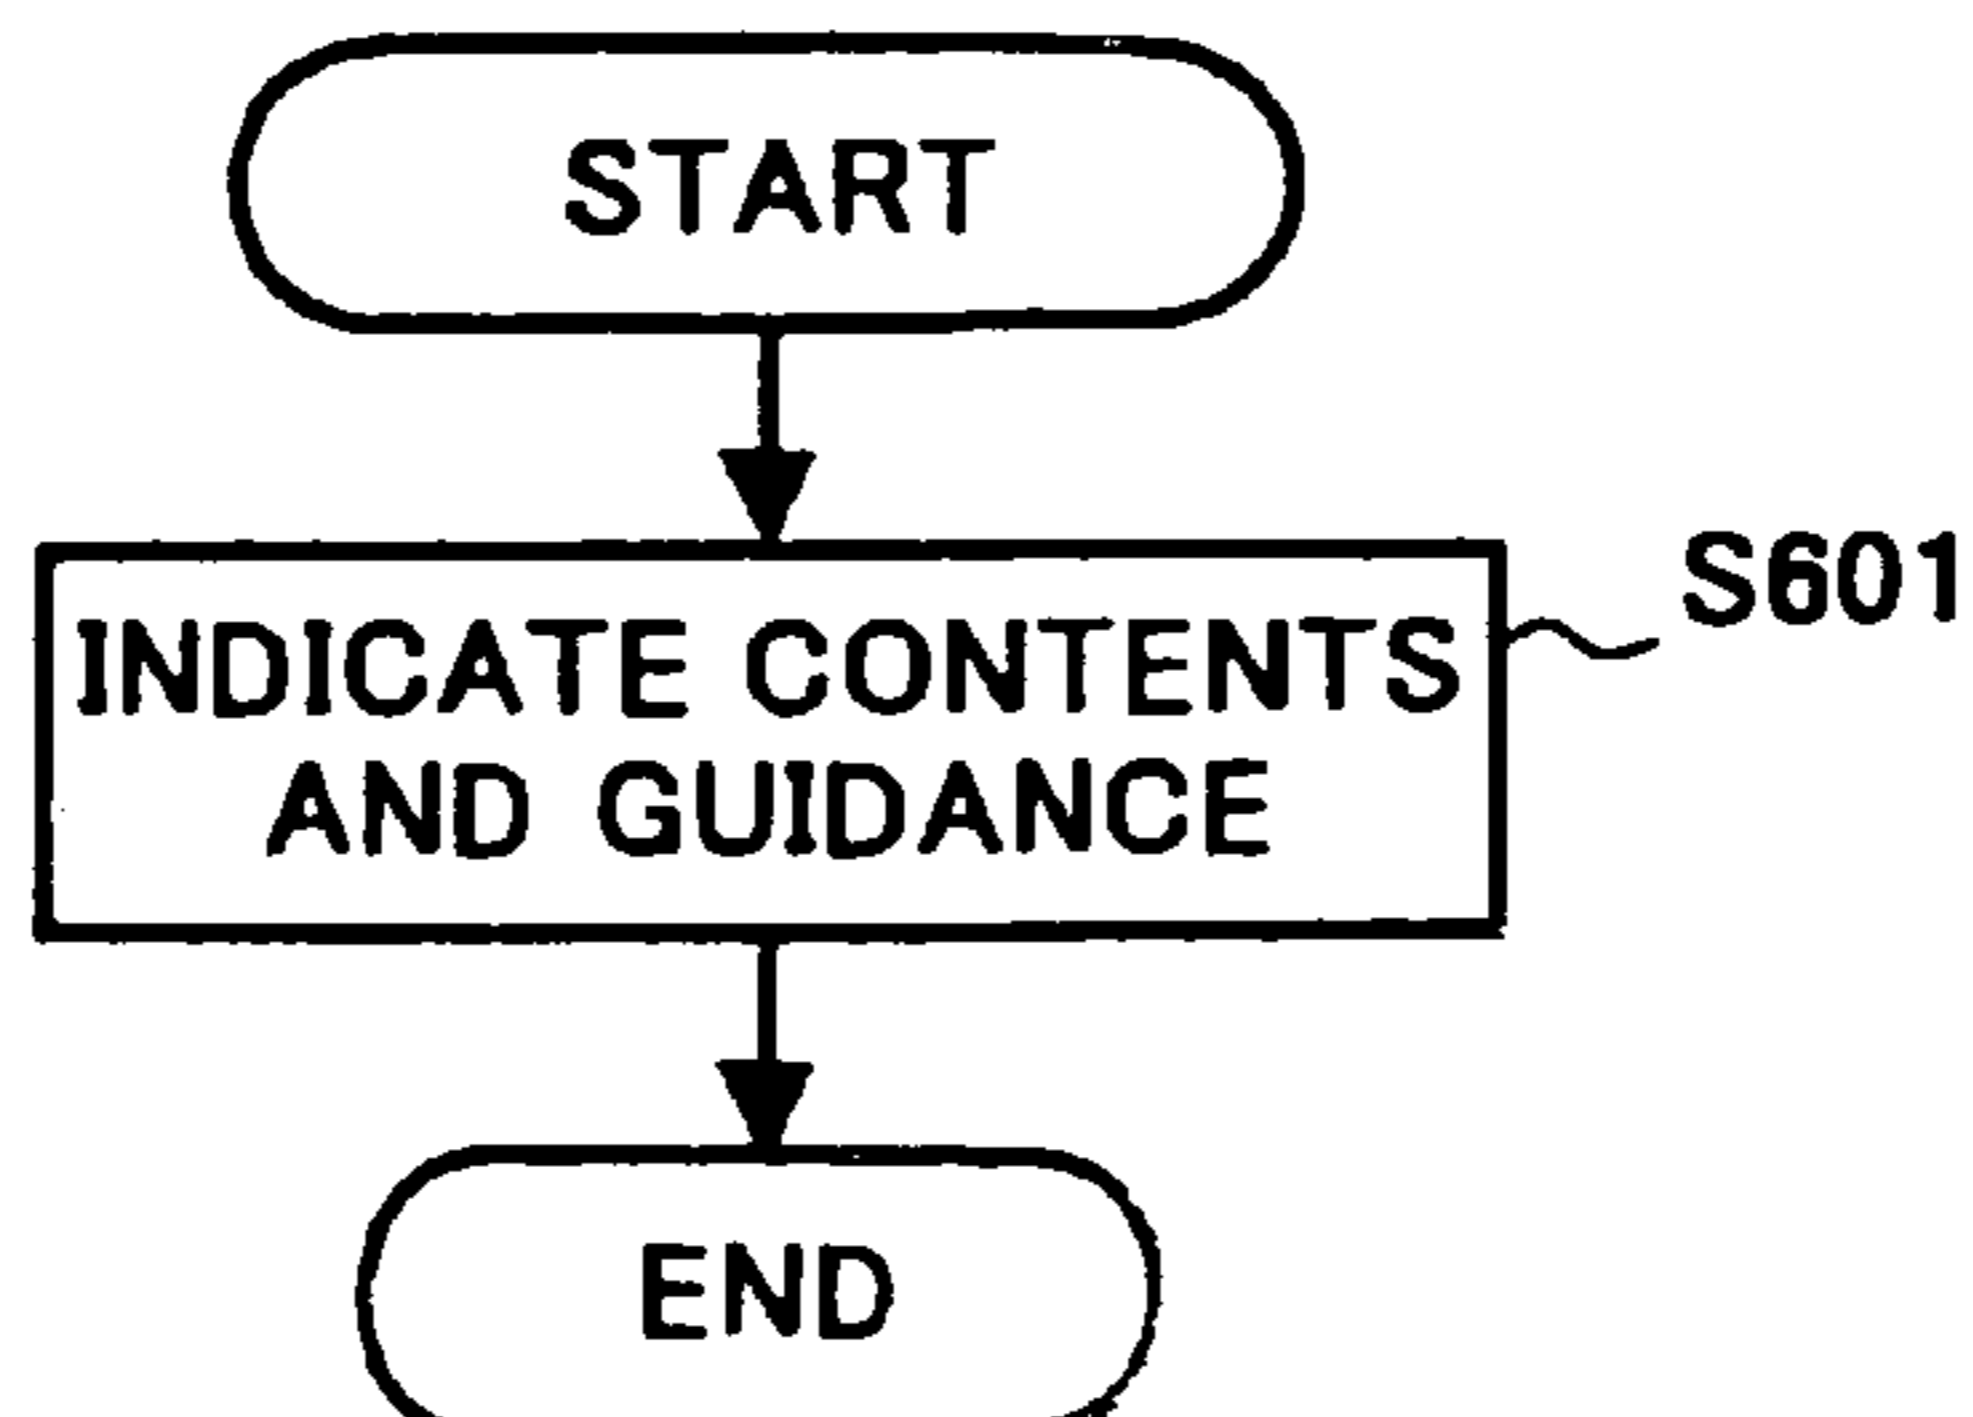 START
S601
INDICATE CONTENTS
AND GUIDANCE
END